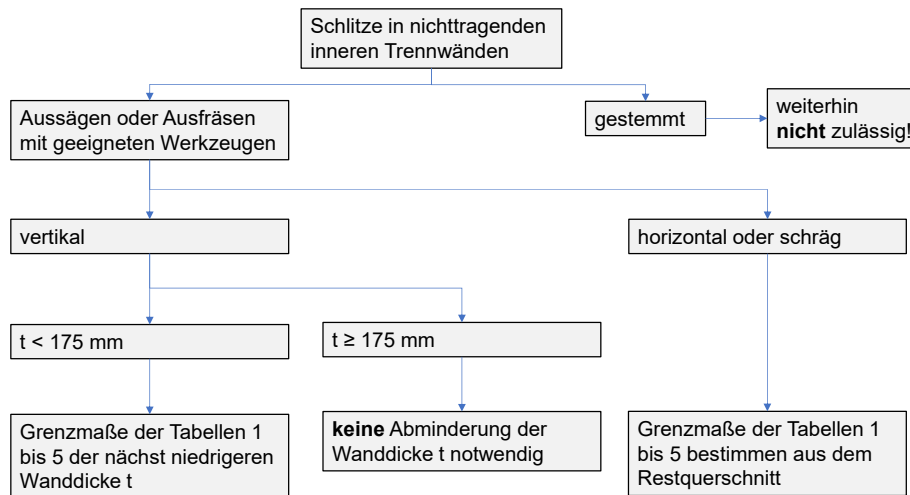 Schlitze in nichttragenden
inneren Trennwänden
Aussägen oder Ausfräsen
mit geeigneten Werkzeugen
gestemmt
weiterhin
nicht zulässig!
vertikal
horizontal oder schräg
t < 175 mm
t ≥ 175 mm
Grenzmaße der Tabellen 1
bis 5 der nächst niedrigeren
Wanddicke t
keine Abminderung der
Wanddicke t notwendig
Grenzmaße der Tabellen 1
bis 5 bestimmen aus dem
Restquerschnitt